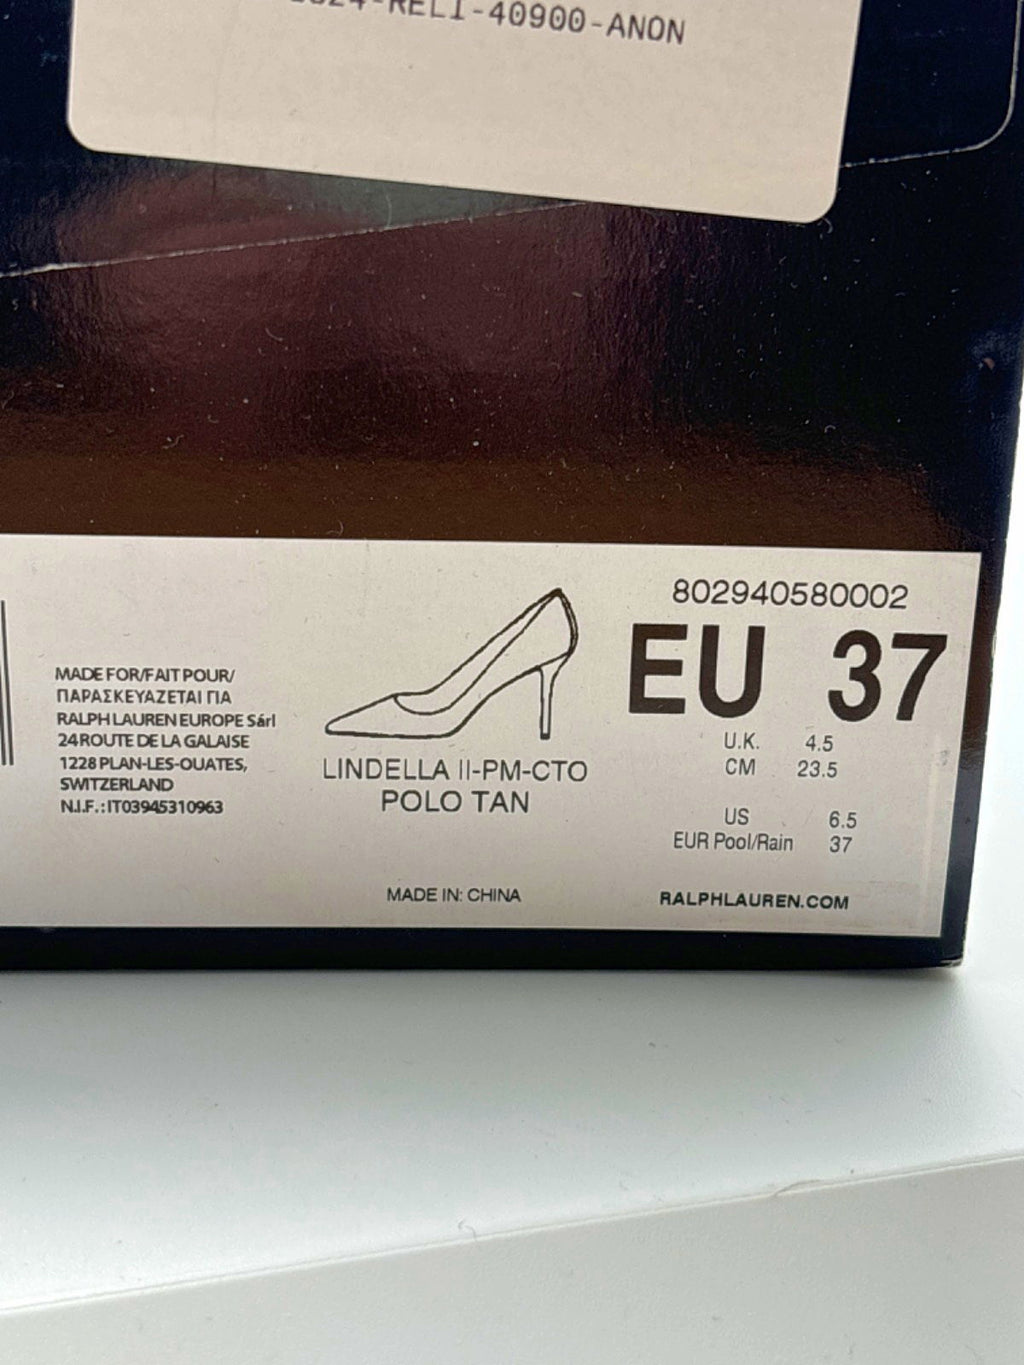 -RELI-40900-ANON
802940580002
EU 37
U.K. 4.5
CM 23.5
US 6.5
EUR Pool/Rain 37
RALPHLAUREN.COM
LINDELLA II-PM-CTO
POLO TAN
MADE IN: CHINA
MADE FOR/FAIT POUR/
ΠΑΡΑΣΚΕΥΑΖΕΤΑΙ ΓΙΑ
RALPH LAUREN EUROPE Sárl
24 ROUTE DE LA GALAISE
1228 PLAN-LES-OUATES,
SWITZERLAND
N.I.F.:IT03945310963